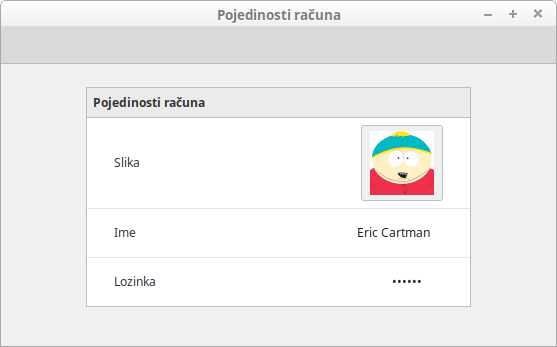 Pojedinosti računa
Pojedinosti računa
Slika
Ime Eric Cartman
Lozinka ••••••